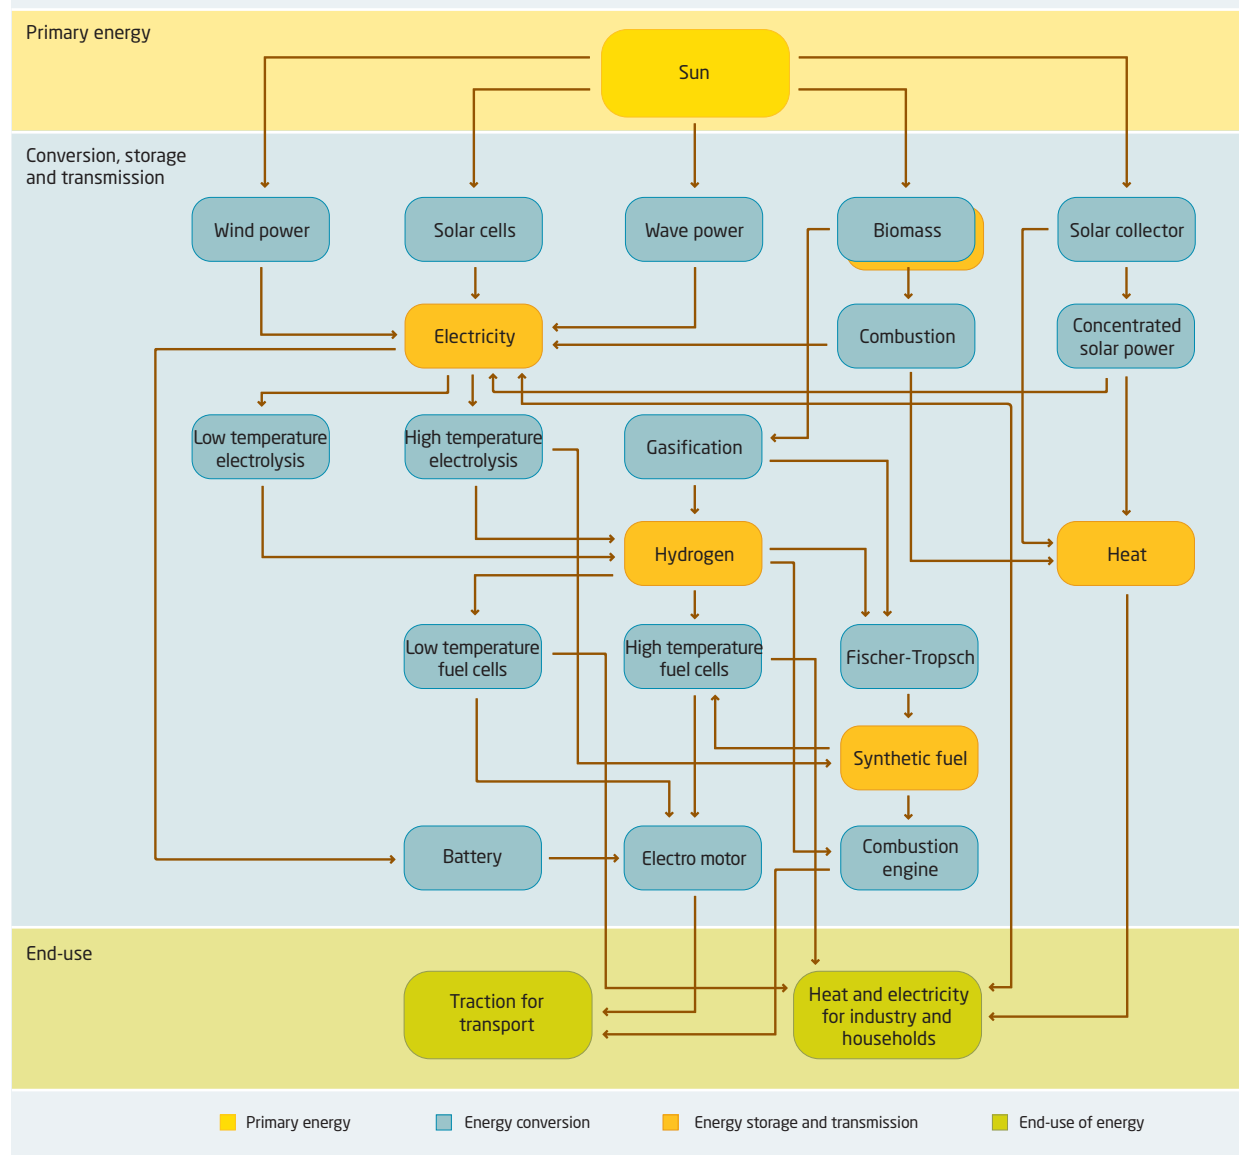 Primary energy
Sun
Conversion, storage
and transmission
Wind power
Solar cells
Wave power
Biomass
Solar collector
Electricity
Combustion
Concentrated
solar power
Low temperature
electrolysis
High temperature
electrolysis
Gasification
Hydrogen
Heat
Low temperature
fuel cells
High temperature
fuel cells
Fischer-Tropsch
Synthetic fuel
Battery
Electro motor
Combustion
engine
End-use
Traction for
transport
Heat and electricity
for industry and
households
Primary energy
Energy conversion
Energy storage and transmission
End-use of energy